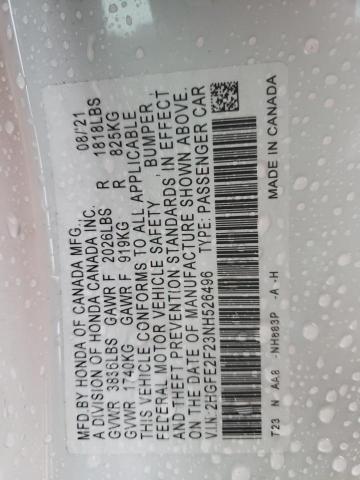 MFD BY HONDA OF CANADA MFG., 08/'21
A DIVISION OF HONDA CANADA INC.
GVWR 3836LBS GAWR F 2026LBS R 1818LBS
GVWR 1740KG GAWR F 919KG R 825KG
THIS VEHICLE CONFORMS TO ALL APPLICABLE
FEDERAL MOTOR VEHICLE SAFETY, BUMPER,
AND THEFT PREVENTION STANDARDS IN EFFECT
ON THE DATE OF MANUFACTURE SHOWN ABOVE.
V.I.N. 2HGFE2F23NH526496 TYPE: PASSENGER CAR
T23 N AA8 -NH883P -A -H MADE IN CANADA